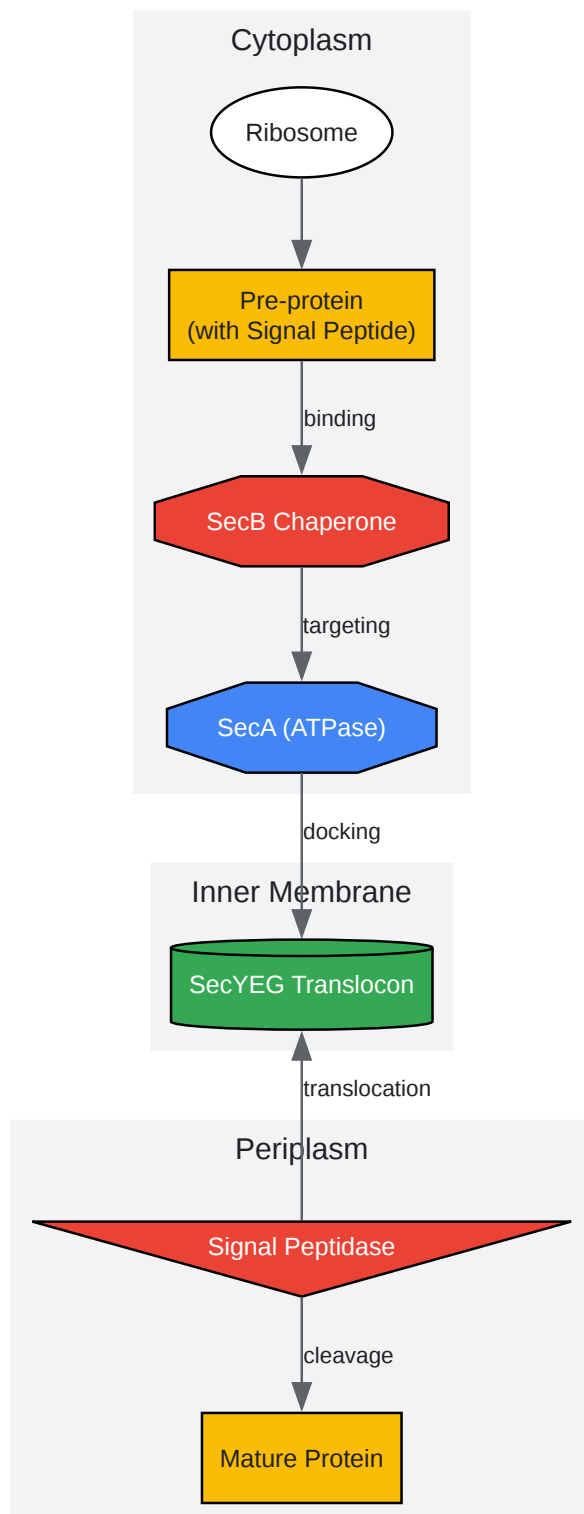 Cytoplasm
Ribosome
Pre-protein
(with Signal Peptide)
binding
SecB Chaperone
targeting
SecA (ATPase)
docking
Inner Membrane
SecYEG Translocon
translocation
Periplasm
Signal Peptidase
cleavage
Mature Protein